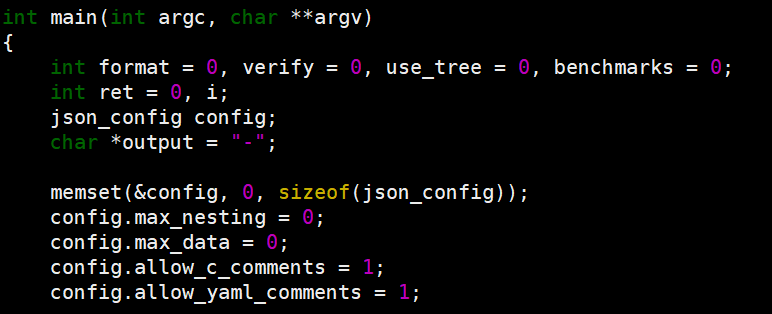 int main(int argc, char **argv)
{
    int format = 0, verify = 0, use_tree = 0, benchmarks = 0;
    int ret = 0, i;
    json_config config;
    char *output = "-";

    memset(&config, 0, sizeof(json_config));
    config.max_nesting = 0;
    config.max_data = 0;
    config.allow_c_comments = 1;
    config.allow_yaml_comments = 1;